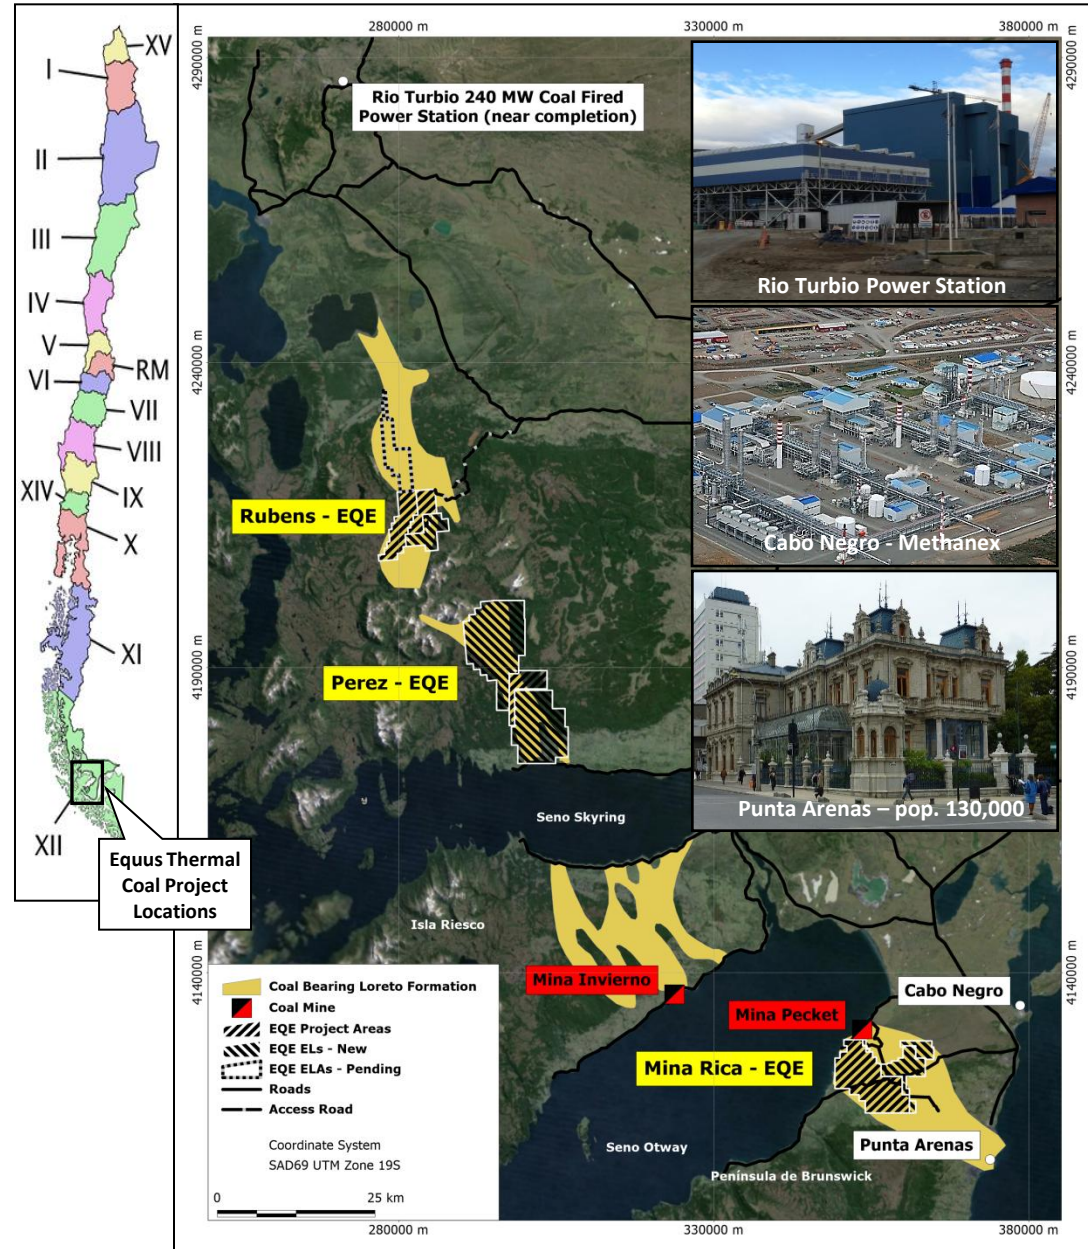 XV
I
II
III
IV
V
RM
VI
VII
VIII
IX
XIV
X
XI
XII
Equus Thermal
Coal Project
Locations
280000 m
330000 m
380000 m
4290000 m
4290000 m
Rio Turbio 240 MW Coal Fired
Power Station (near completion)
Rio Turbio Power Station
4240000 m
4240000 m
Cabo Negro - Methanex
Rubens - EQE
Perez - EQE
4190000 m
4190000 m
Punta Arenas – pop. 130,000
Seno Skyring
Isla Riesco
Mina Invierno
4140000 m
4140000 m
Cabo Negro
Mina Pecket
Mina Rica - EQE
Punta Arenas
Seno Otway
Península de Brunswick
Coal Bearing Loreto Formation
Coal Mine
EQE Project Areas
EQE ELs - New
EQE ELAs - Pending
Roads
Access Road
Coordinate System
SAD69 UTM Zone 19S
0 25 km
280000 m
330000 m
380000 m